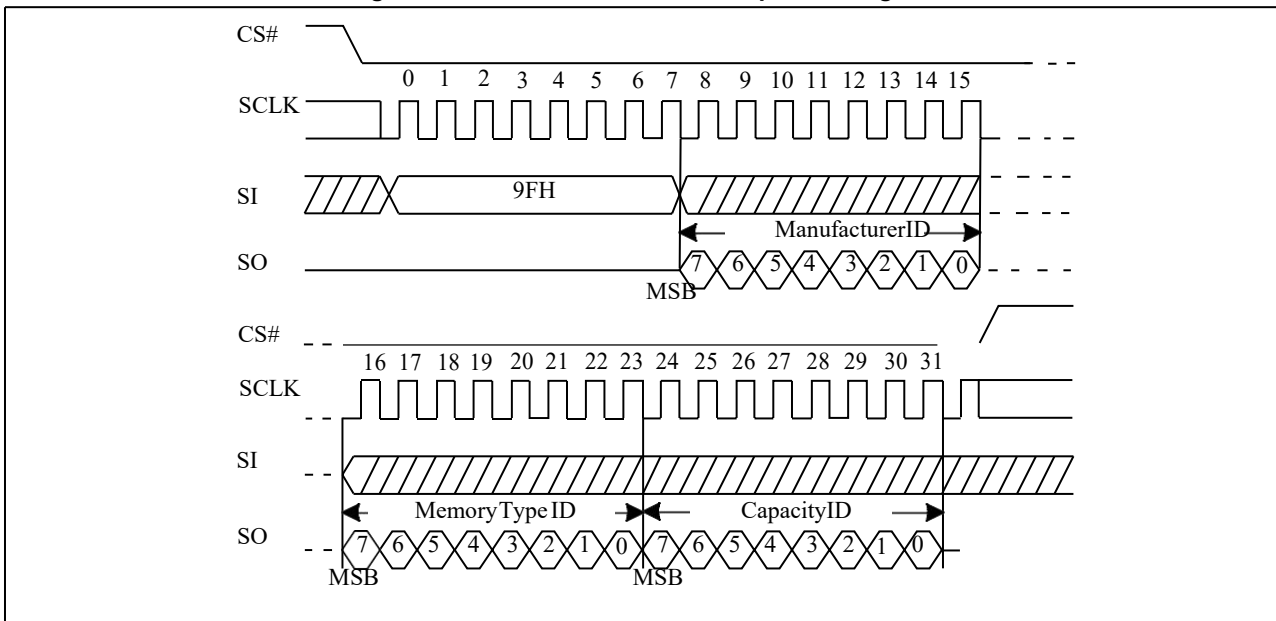 CS#
0 1 2 3 4 5 6 7 8 9 10 11 12 13 14 15
SCLK
SI 9FH
ManufacturerID
SO 7 6 5 4 3 2 1 0
MSB
CS#
16 17 18 19 20 21 22 23 24 25 26 27 28 29 30 31
SCLK
SI
Memory Type ID CapacityID
SO 7 6 5 4 3 2 1 0 7 6 5 4 3 2 1 0
MSB MSB